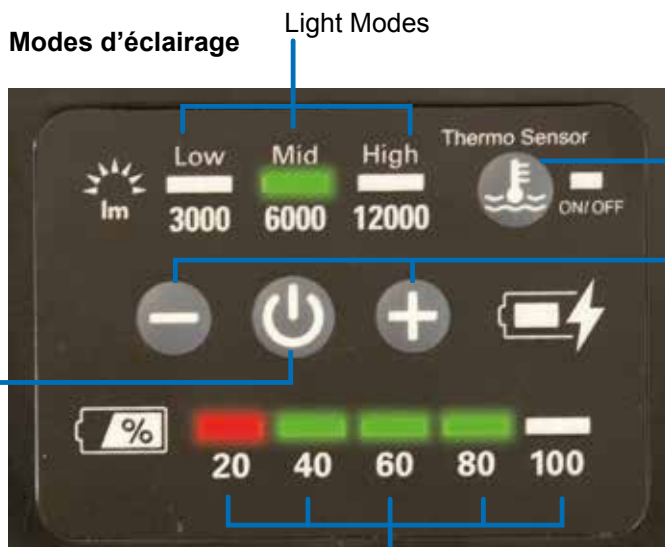 Light Modes
Modes d'éclairage
Thermo Sensor
Low Mid High
lm 3000 6000 12000
ON/OFF
%
20 40 60 80 100